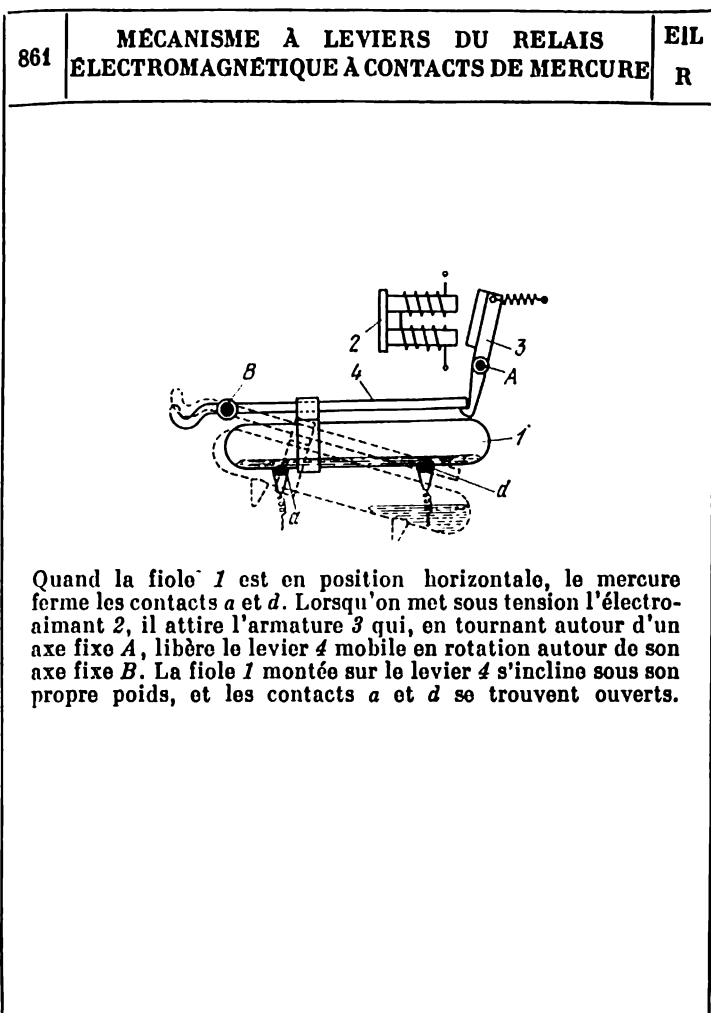 861
MÉCANISME À LEVIERS DU RELAIS
ÉLECTROMAGNÉTIQUE À CONTACTS DE MERCURE
ElL
R
2
3
A
B
4
1
d
a
Quand la fiole 1 est en position horizontale, le mercure
ferme les contacts a et d. Lorsqu'on met sous tension l'électro-
aimant 2, il attire l'armature 3 qui, en tournant autour d'un
axe fixe A, libère le levier 4 mobile en rotation autour de son
axe fixe B. La fiole 1 montée sur le levier 4 s'incline sous son
propre poids, et les contacts a et d se trouvent ouverts.